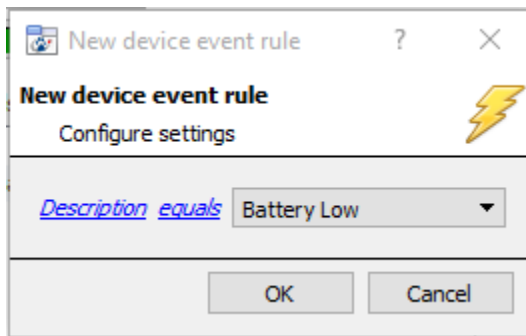 New device event rule ?
New device event rule
Configure settings
Description equals Battery Low
OK Cancel